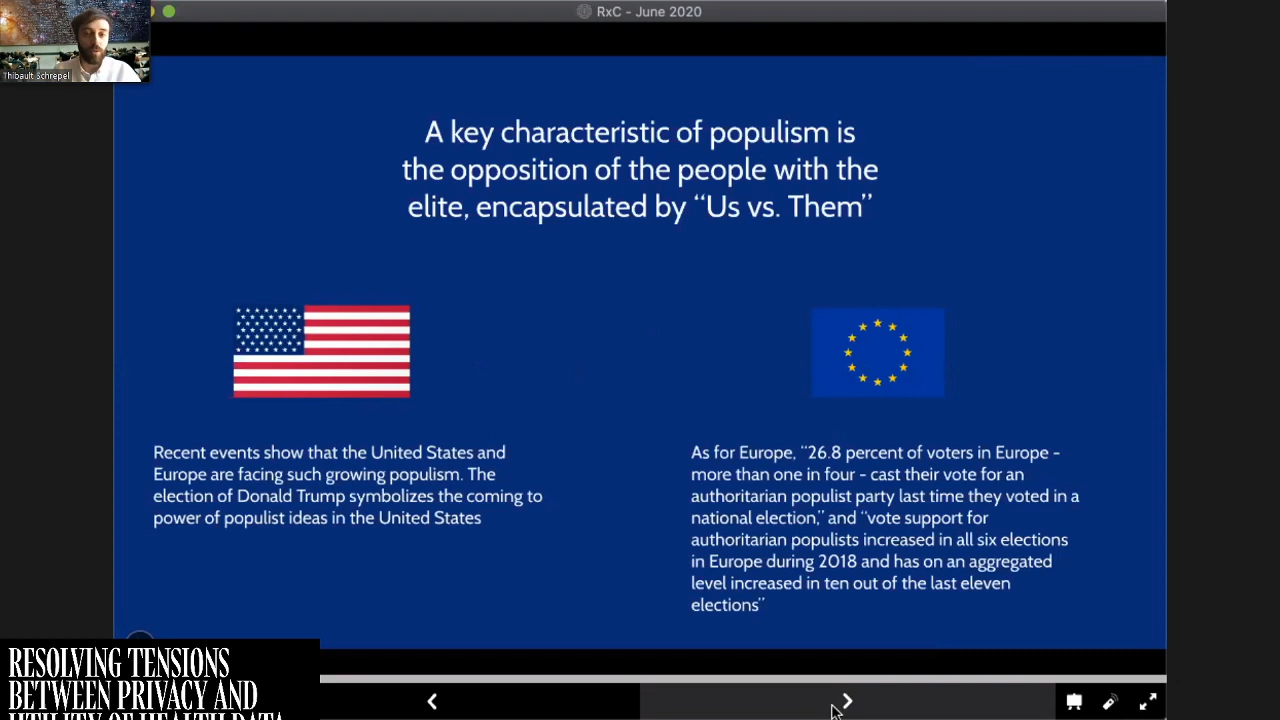 RxC - June 2020
Thibault Schrepel
A key characteristic of populism is
the opposition of the people with the
elite, encapsulated by “Us vs. Them”
Recent events show that the United States and
Europe are facing such growing populism. The
election of Donald Trump symbolizes the coming to
power of populist ideas in the United States
As for Europe, “26.8 percent of voters in Europe -
more than one in four - cast their vote for an
authoritarian populist party last time they voted in a
national election,” and “vote support for
authoritarian populists increased in all six elections
in Europe during 2018 and has on an aggregated
level increased in ten out of the last eleven
elections”
RESOLVING TENSIONS
BETWEEN PRIVACY AND
UTILITY OF HEALTH DATA